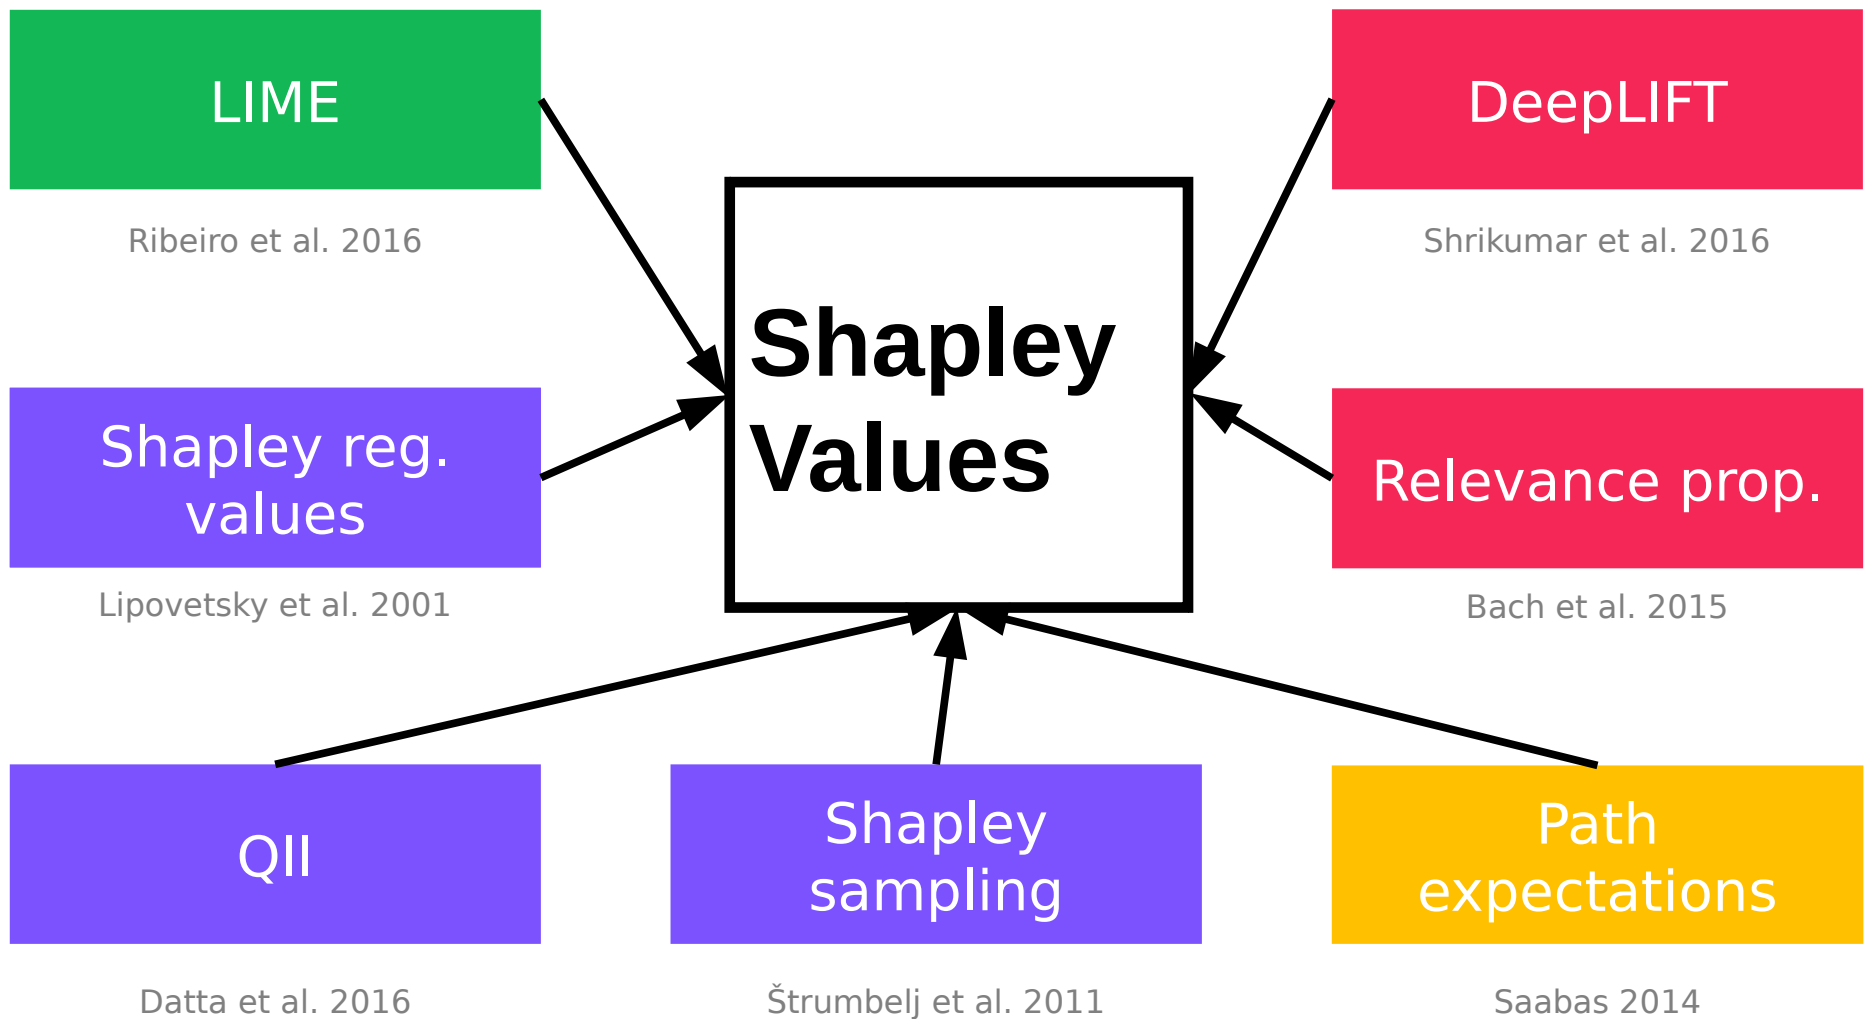 LIME
Ribeiro et al. 2016
DeepLIFT
Shrikumar et al. 2016
Shapley
Values
Shapley reg.
values
Lipovetsky et al. 2001
Relevance prop.
Bach et al. 2015
QII
Datta et al. 2016
Shapley
sampling
Štrumbelj et al. 2011
Path
expectations
Saabas 2014